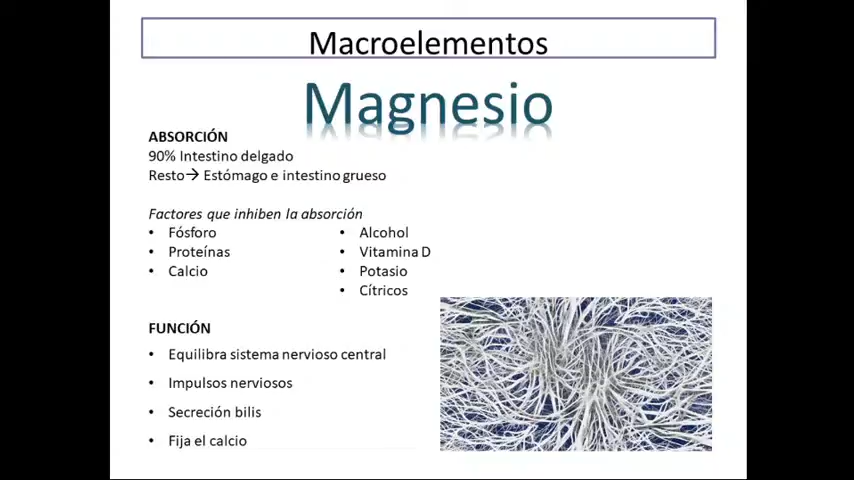 Macroelementos
Magnesio
ABSORCIÓN
90% Intestino delgado
Resto→ Estómago e intestino grueso
Factores que inhiben la absorción
• Fósforo
• Proteínas
• Calcio
• Alcohol
• Vitamina D
• Potasio
• Cítricos
FUNCIÓN
• Equilibra sistema nervioso central
• Impulsos nerviosos
• Secreción bilis
• Fija el calcio